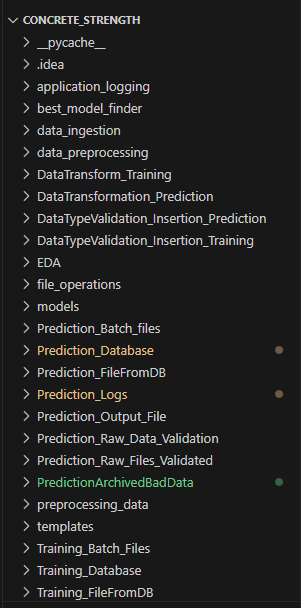 CONCRETE_STRENGTH
__pycache__
.idea
application_logging
best_model_finder
data_ingestion
data_preprocessing
DataTransform_Training
DataTransformation_Prediction
DataTypeValidation_Insertion_Prediction
DataTypeValidation_Insertion_Training
EDA
file_operations
models
Prediction_Batch_files
Prediction_Database
Prediction_FileFromDB
Prediction_Logs
Prediction_Output_File
Prediction_Raw_Data_Validation
Prediction_Raw_Files_Validated
PredictionArchivedBadData
preprocessing_data
templates
Training_Batch_Files
Training_Database
Training_FileFromDB